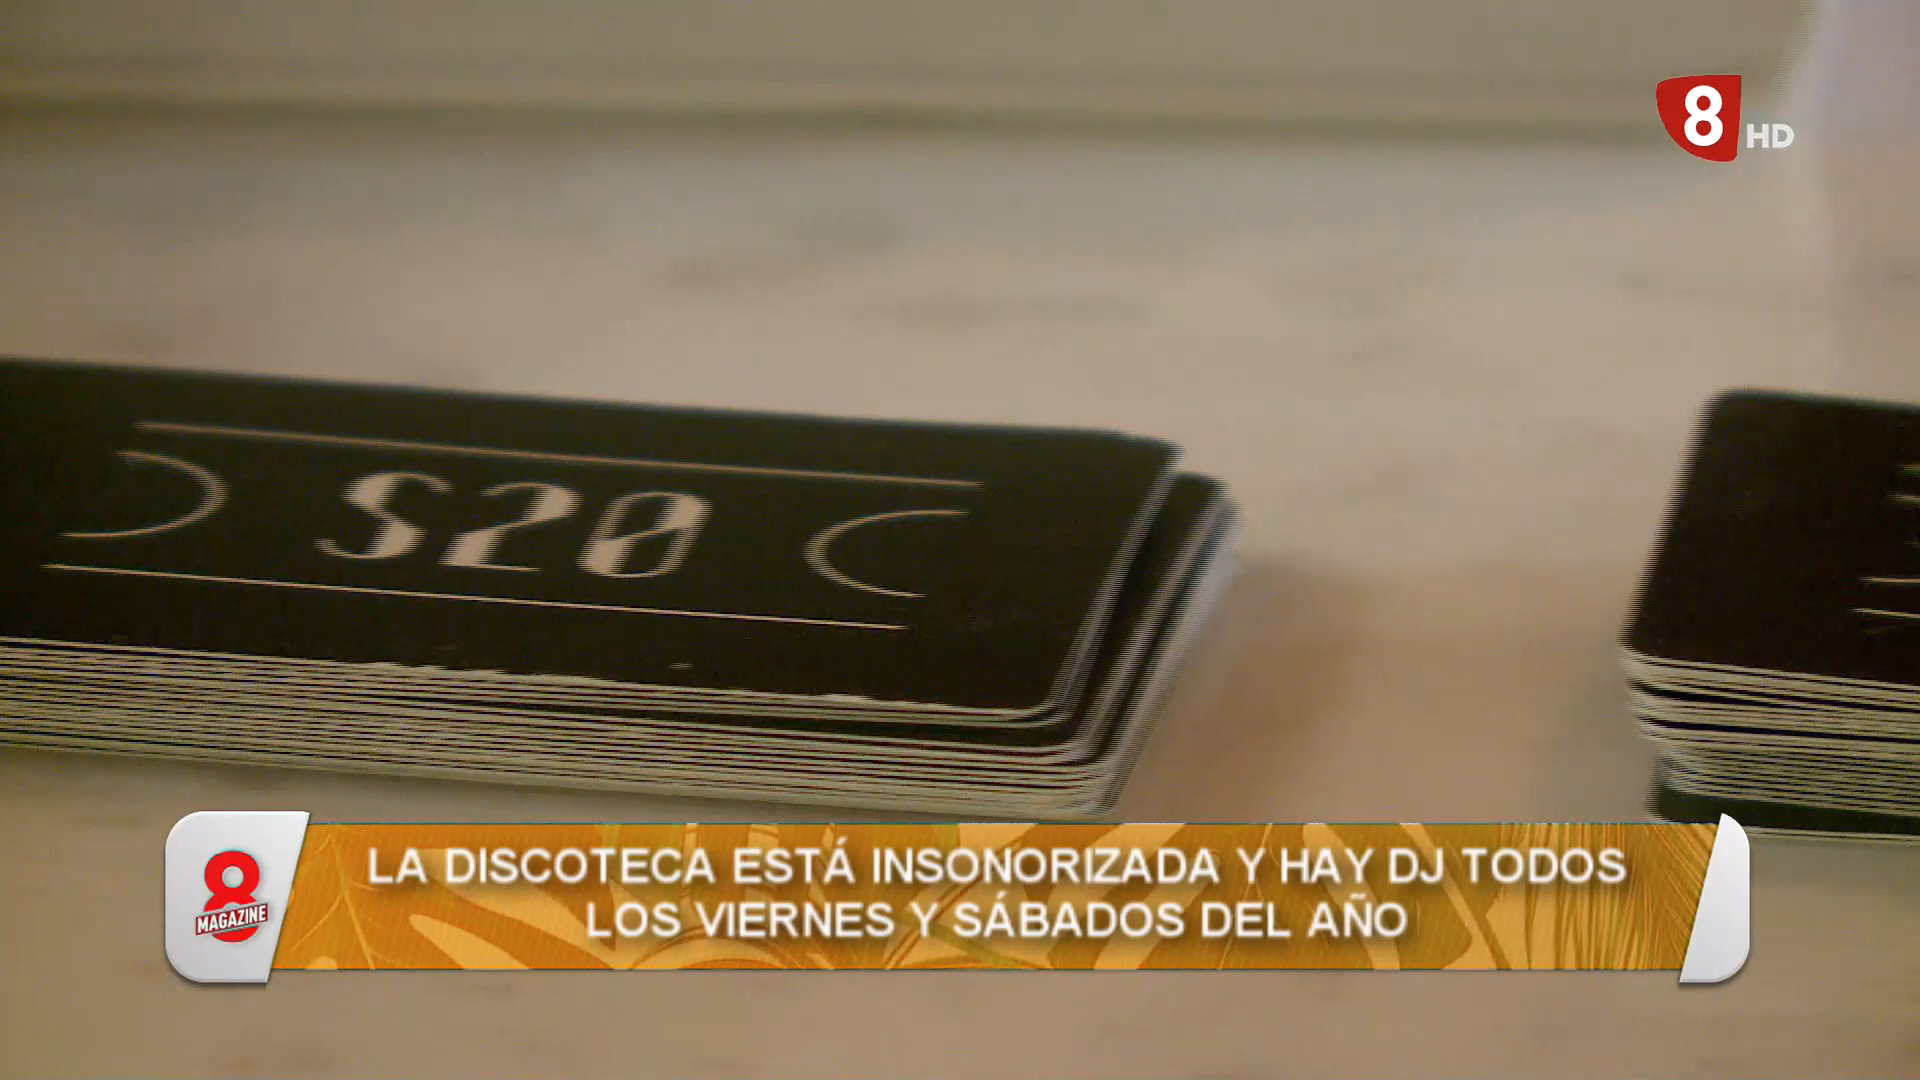 8 HD
S20
8
MAGAZINE
LA DISCOTECA ESTÁ INSONORIZADA Y HAY DJ TODOS
LOS VIERNES Y SÁBADOS DEL AÑO